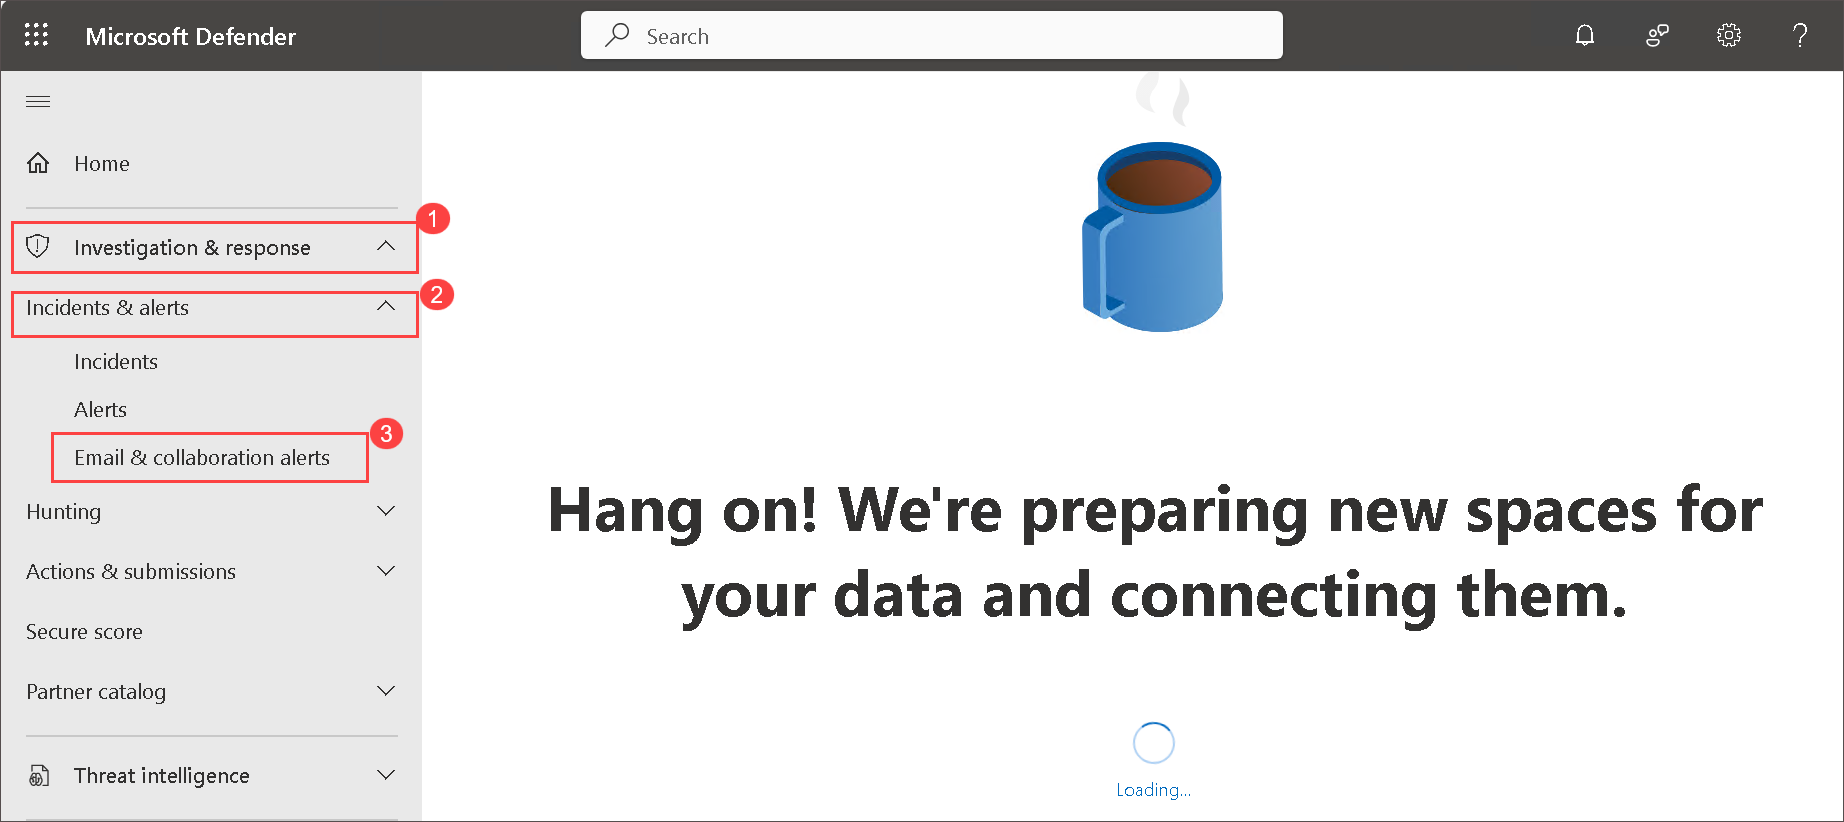 Microsoft Defender
Search
Home
Investigation & response
1
Incidents & alerts
2
Incidents
Alerts
Email & collaboration alerts
3
Hunting
Actions & submissions
Secure score
Partner catalog
Threat intelligence
Hang on! We're preparing new spaces for
your data and connecting them.
Loading...